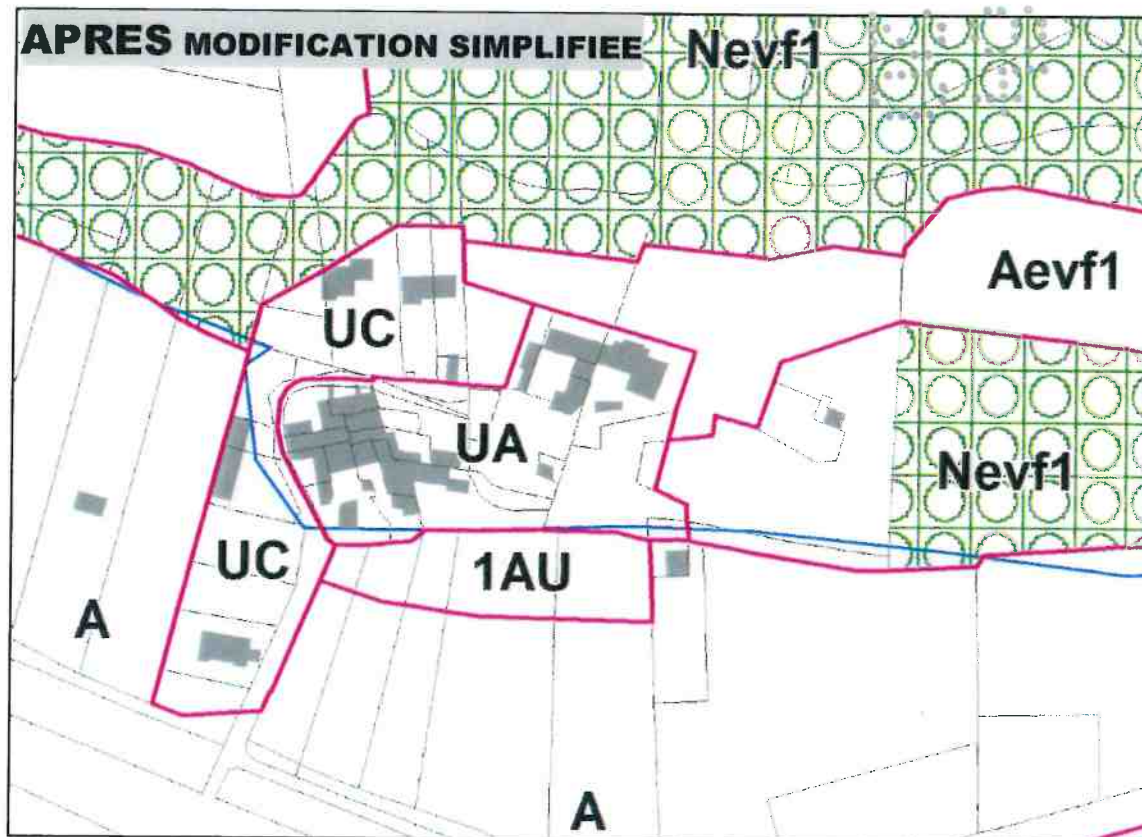 APRES MODIFICATION SIMPLIFIEE
Nevf1
Aevf1
UC
UA
Nevf1
UC
1AU
A
A